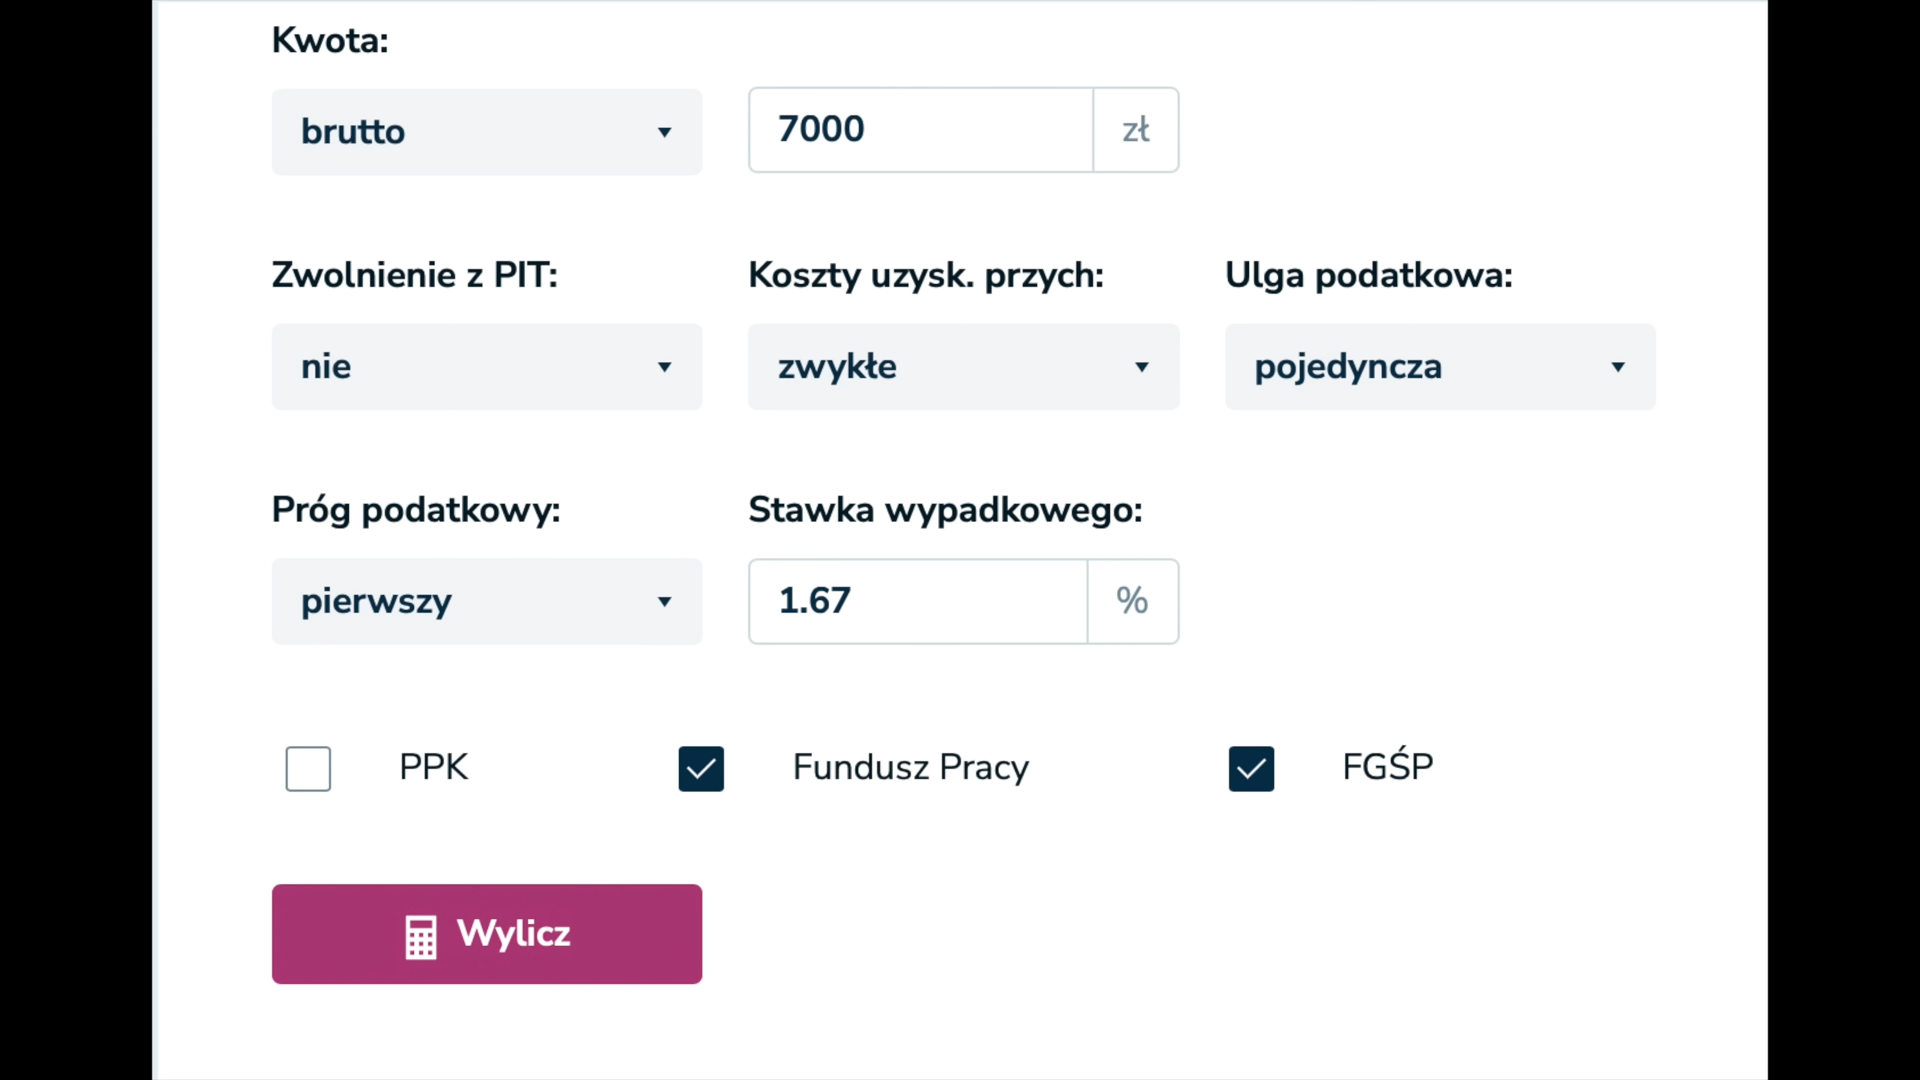 Kwota:
brutto 7000 zł
Zwolnienie z PIT: Koszty uzysk. przych: Ulga podatkowa:
nie zwykłe pojedyncza
Próg podatkowy: Stawka wypadkowego:
pierwszy 1.67 %
PPK Fundusz Pracy FGŚP
Wylicz